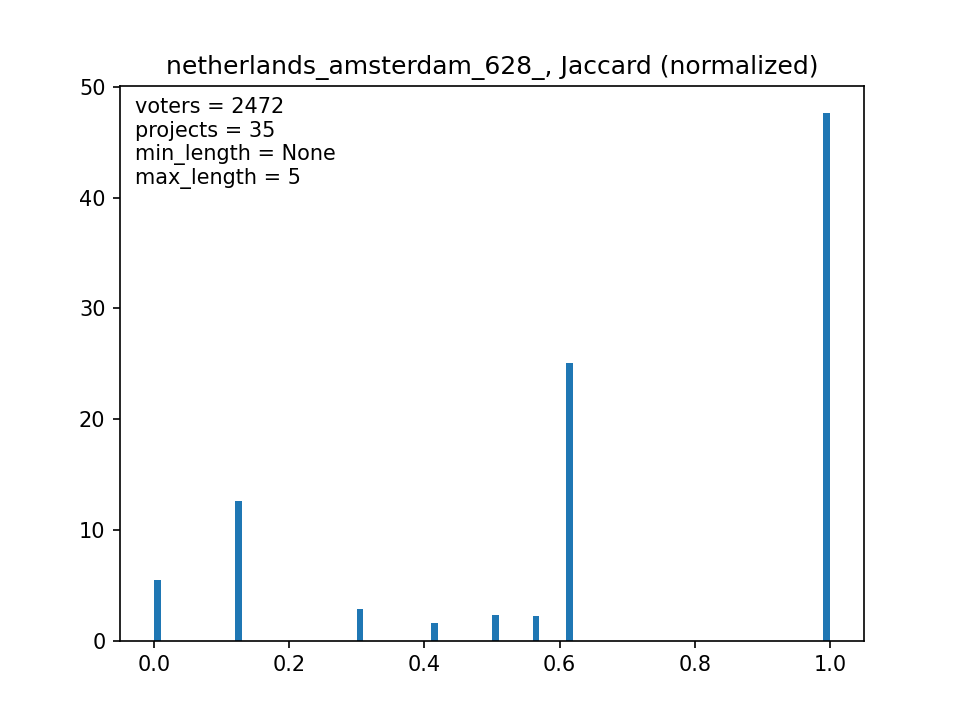 netherlands_amsterdam_628_, Jaccard (normalized)
voters = 2472
projects = 35
min_length = None
max_length = 5
50
40
30
20
10
0
0.0 0.2 0.4 0.6 0.8 1.0